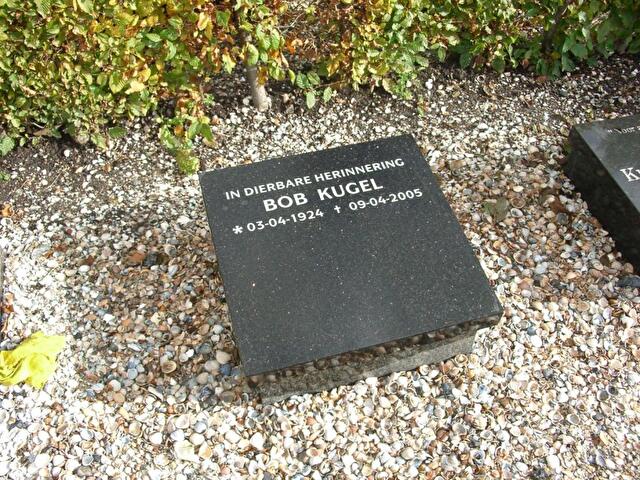 IN DIERBARE HERINNERING
BOB KUGEL
* 03-04-1924 † 09-04-2005